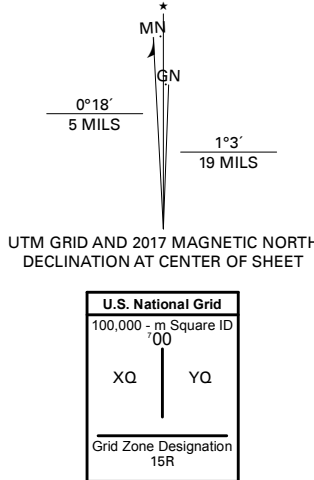 ★
MN
GN
0°18´
5 MILS
1°3´
19 MILS
UTM GRID AND 2017 MAGNETIC NORTH
DECLINATION AT CENTER OF SHEET
U.S. National Grid
100,000 - m Square ID
⁷00
XQ YQ
Grid Zone Designation
15R